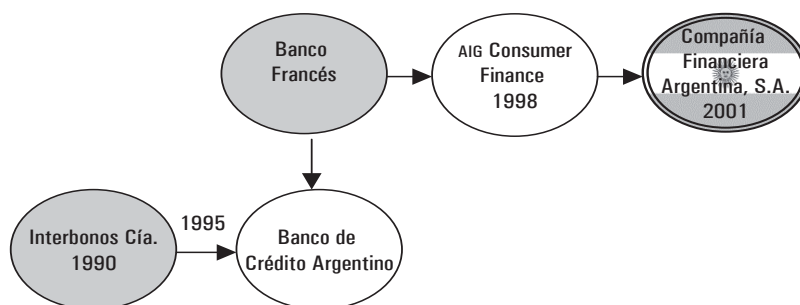 Banco
Francés
AIG Consumer
Finance
1998
Compañía
Financiera
Argentina, S.A.
2001
Interbonos Cía.
1990
1995
Banco de
Crédito Argentino